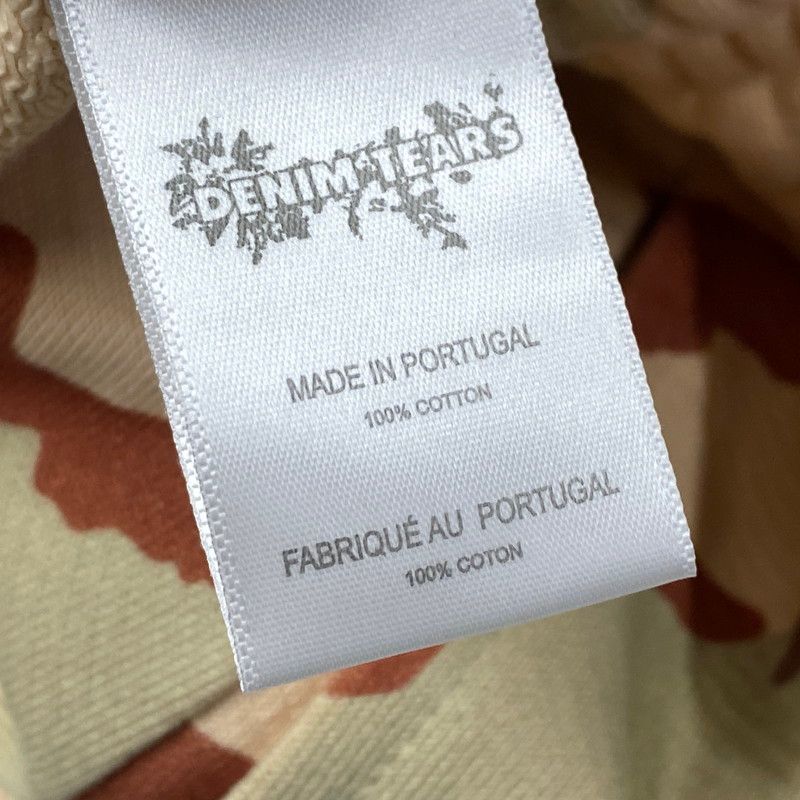 DENIM TEARS
MADE IN PORTUGAL
100% COTTON
FABRIQUÉ AU PORTUGAL
100% COTON